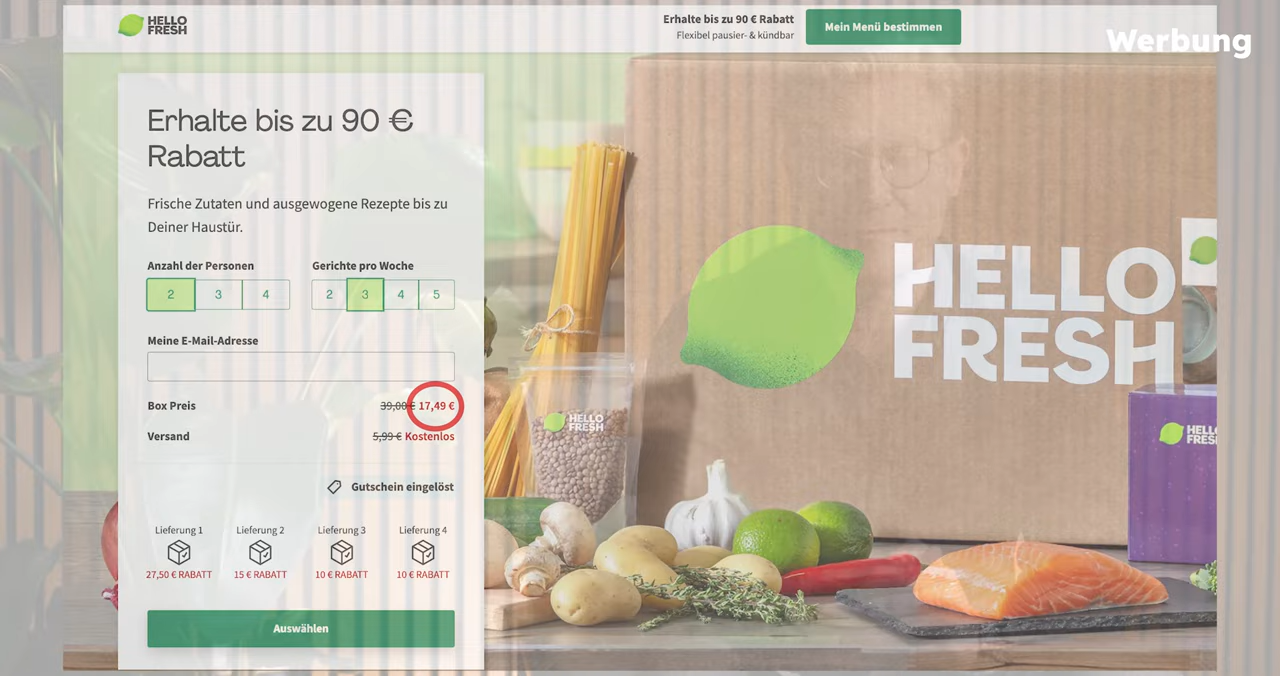 HELLO
FRESH
Erhalte bis zu 90 € Rabatt
Flexibel pausier- & kündbar
Mein Menü bestimmen
Werbung
Erhalte bis zu 90 €
Rabatt
Frische Zutaten und ausgewogene Rezepte bis zu
Deiner Haustür.
Anzahl der Personen
Gerichte pro Woche
2 3 4
2 3 4 5
Meine E-Mail-Adresse
Box Preis 39,00 € 17,49 €
Versand 5,99 € Kostenlos
Gutschein eingelöst
Lieferung 1 Lieferung 2 Lieferung 3 Lieferung 4
27,50 € RABATT 15 € RABATT 10 € RABATT 10 € RABATT
Auswählen
HELLO
FRESH
HELLO
FRESH
HELL
FRES